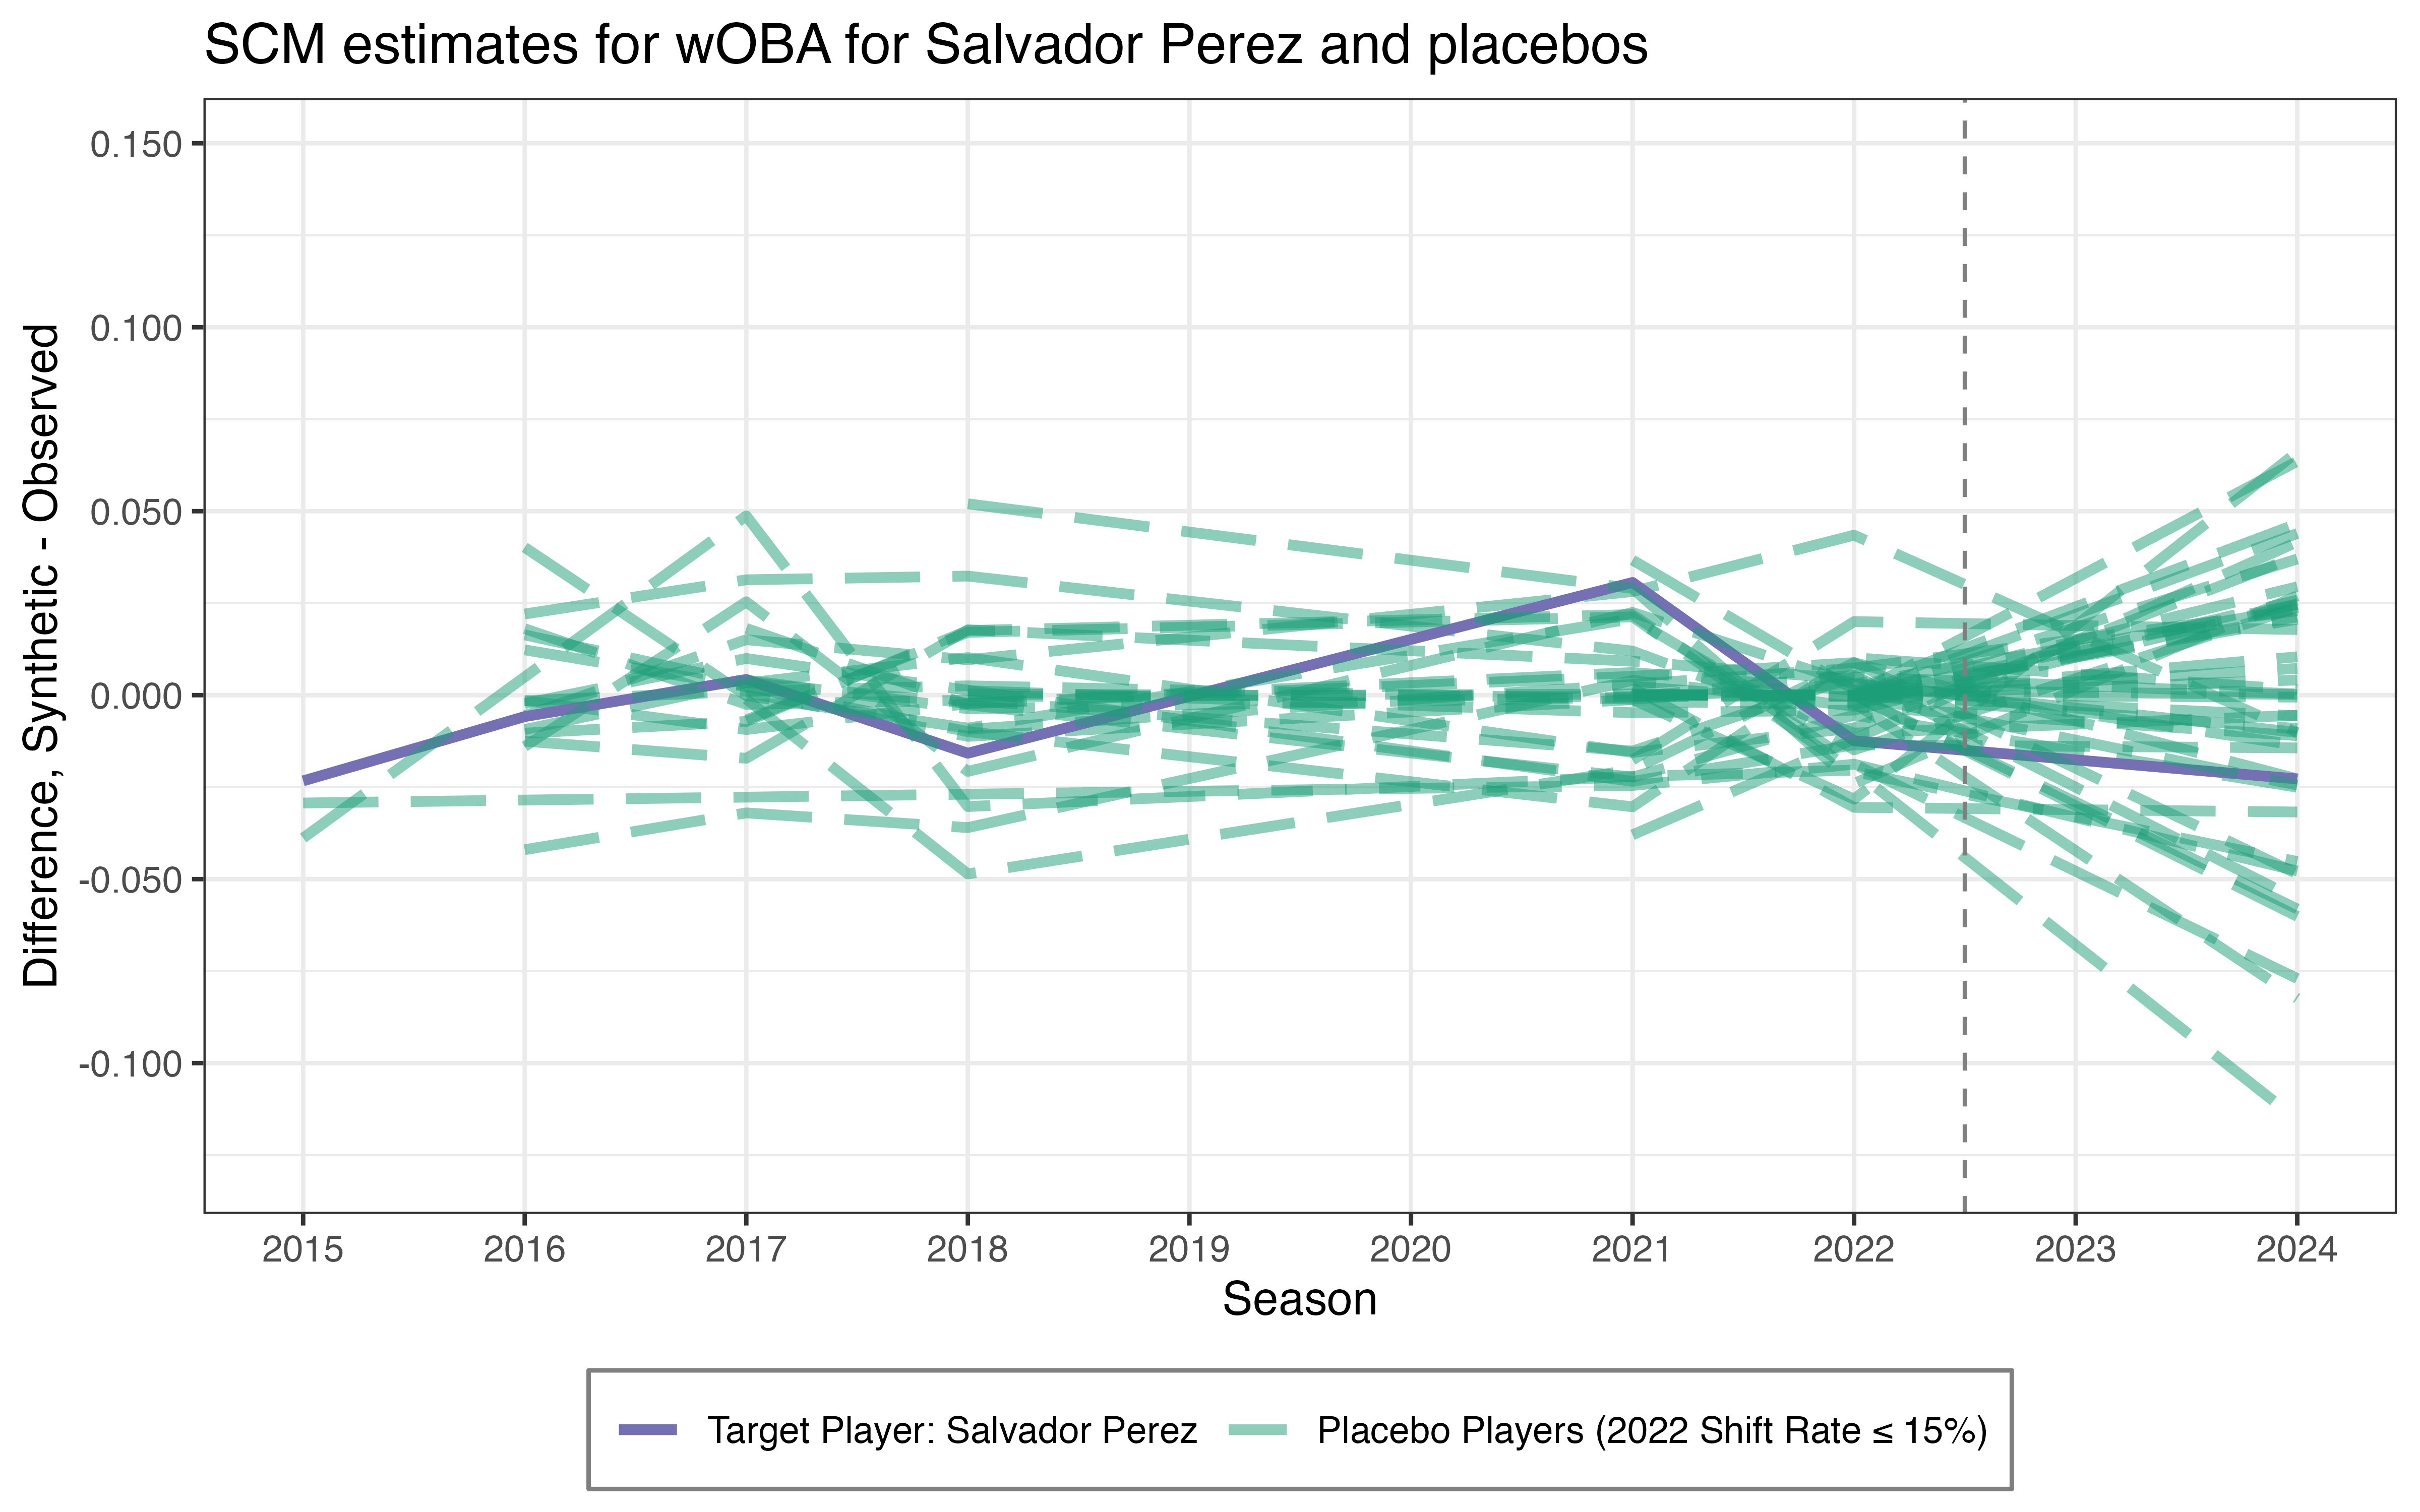 SCM estimates for wOBA for Salvador Perez and placebos
Difference, Synthetic - Observed
0.150
0.100
0.050
0.000
-0.050
-0.100
2015 2016 2017 2018 2019 2020 2021 2022 2023 2024
Season
Target Player: Salvador Perez Placebo Players (2022 Shift Rate ≤ 15%)